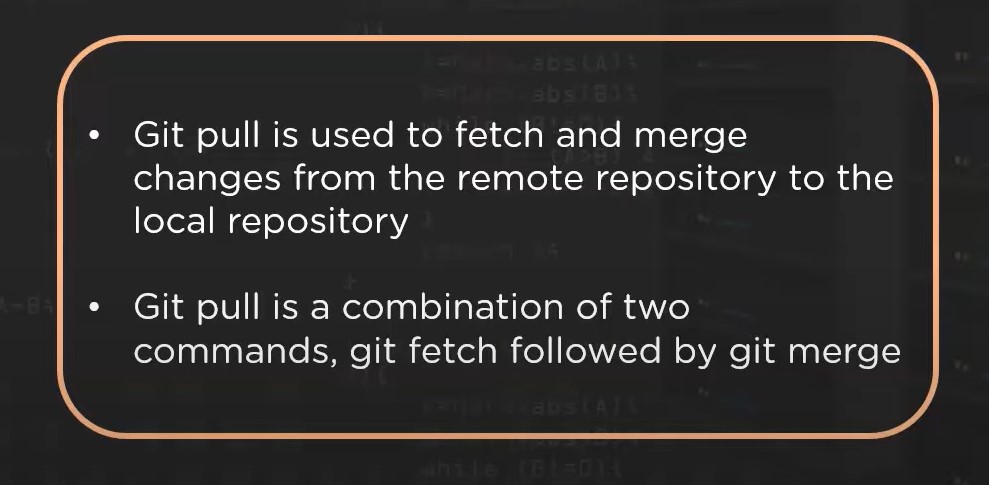 • Git pull is used to fetch and merge
changes from the remote repository to the
local repository
• Git pull is a combination of two
commands, git fetch followed by git merge